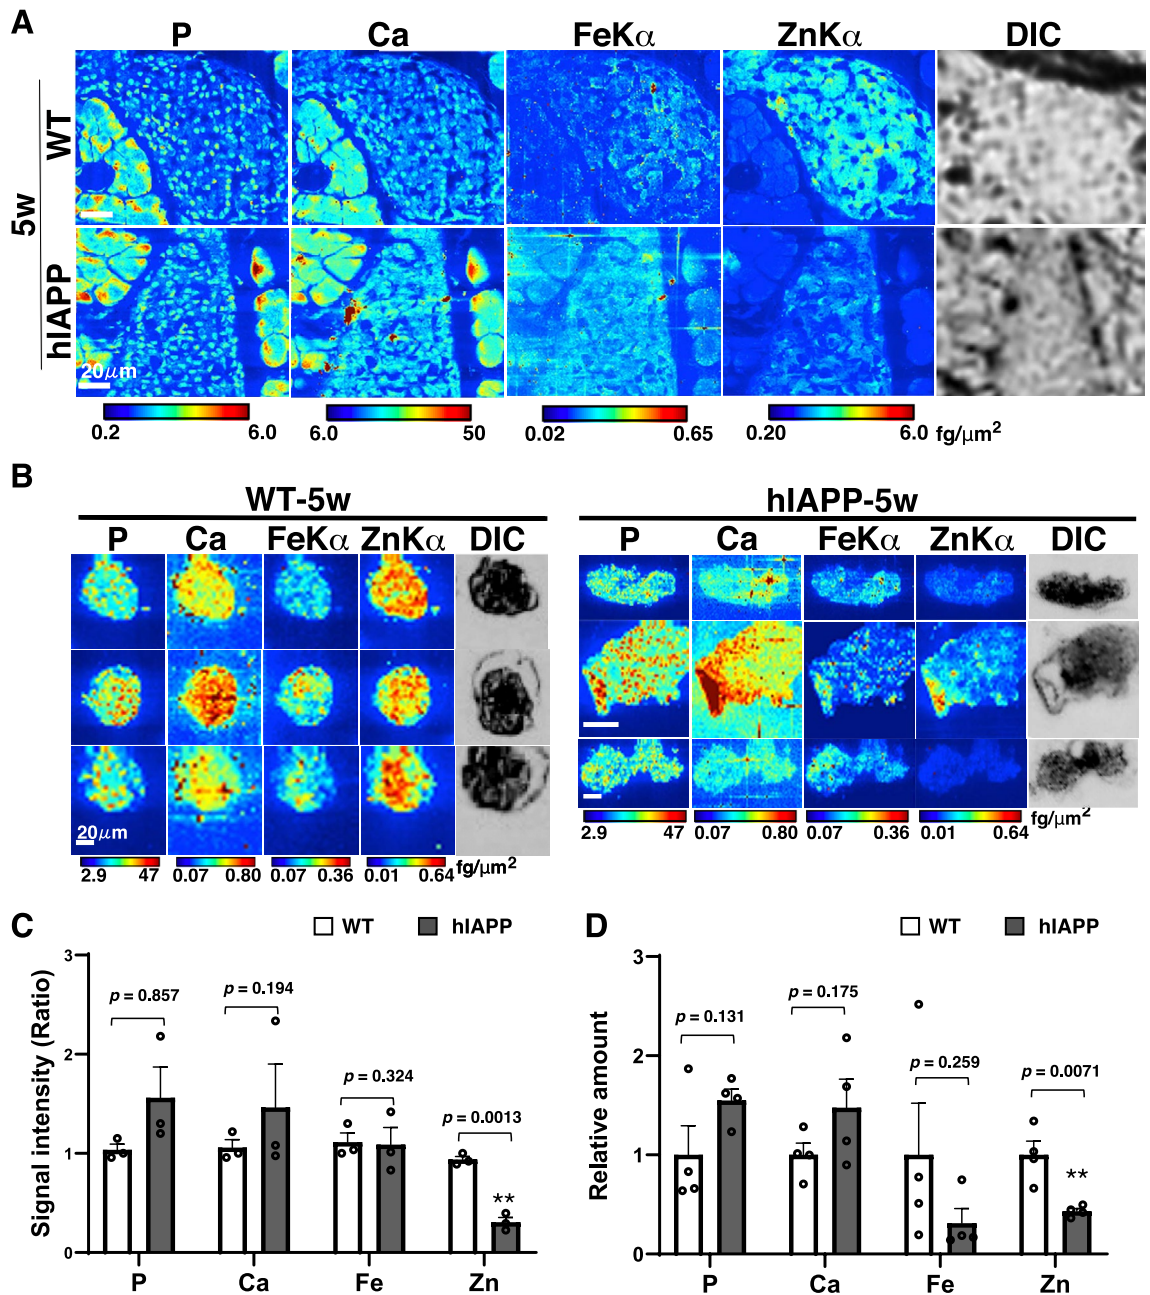 A
P Ca FeKα ZnKα DIC
5w
WT
hIAPP
20μm
0.2 6.0 6.0 50 0.02 0.65 0.20 6.0 fg/μm²
B
WT-5w hIAPP-5w
P Ca FeKα ZnKα DIC P Ca FeKα ZnKα DIC
20μm
2.9 47 0.07 0.80 0.07 0.36 0.01 0.64 fg/μm²
2.9 47 0.07 0.80 0.07 0.36 0.01 0.64 fg/μm²
C
WT hIAPP
Signal intensity (Ratio)
3
2
1
0
p = 0.857
p = 0.194
p = 0.324
p = 0.0013
**
P Ca Fe Zn
D
WT hIAPP
Relative amount
3
2
1
0
p = 0.131
p = 0.175
p = 0.259
p = 0.0071
**
P Ca Fe Zn